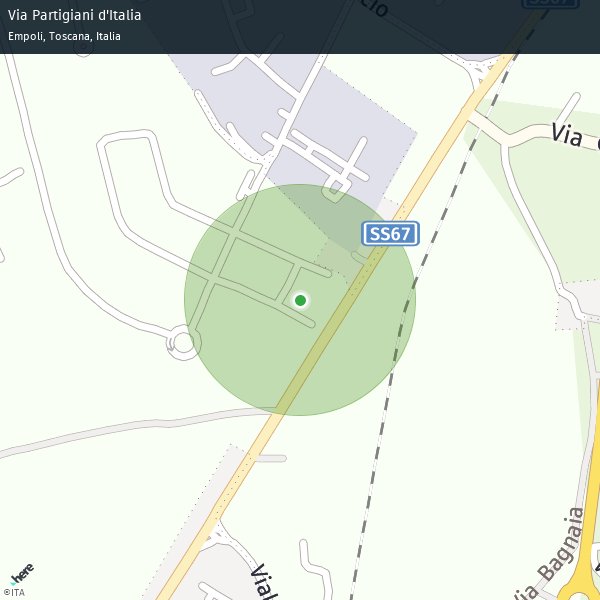 Via Partigiani d'Italia
Empoli, Toscana, Italia
SS67
cio
Via
SS67
Via Bagnaia
Vial
here
©ITA